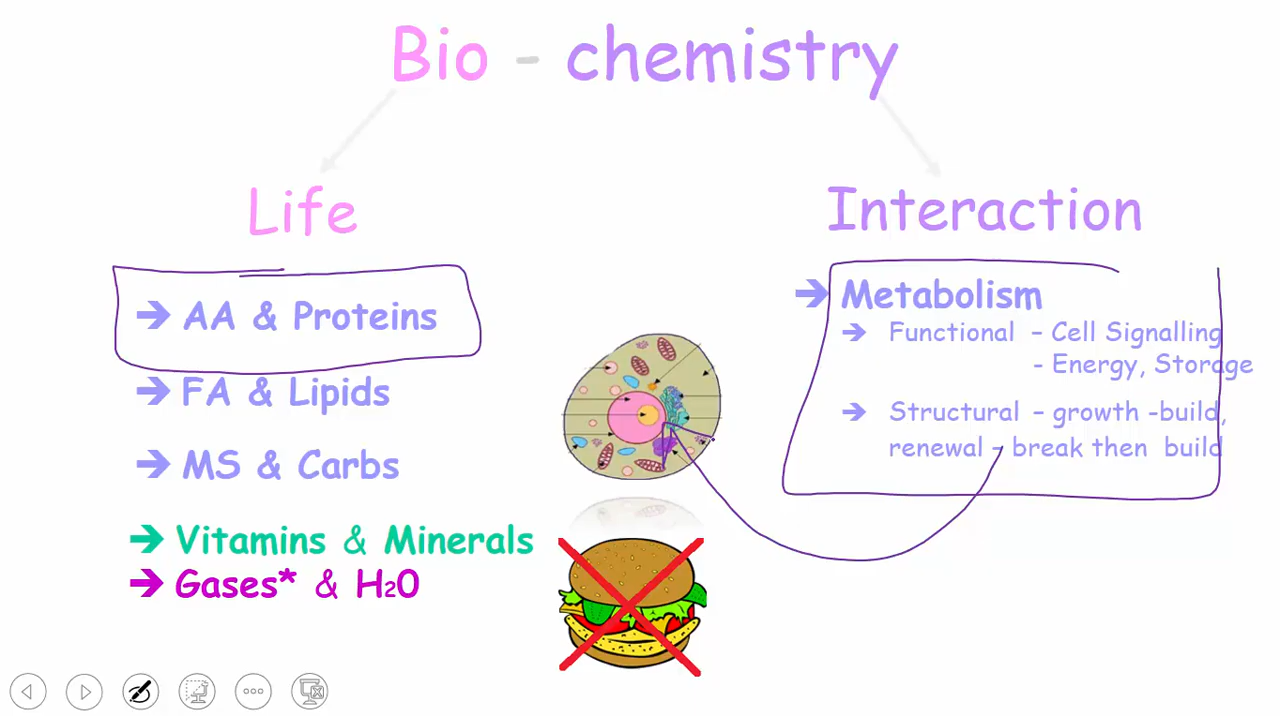 Bio - chemistry
Life
Interaction
➔ AA & Proteins
➔ FA & Lipids
➔ MS & Carbs
➔ Vitamins & Minerals
➔ Gases* & H₂0
➔ Metabolism
➔ Functional – Cell Signalling
- Energy, Storage
➔ Structural – growth -build,
renewal – break then build